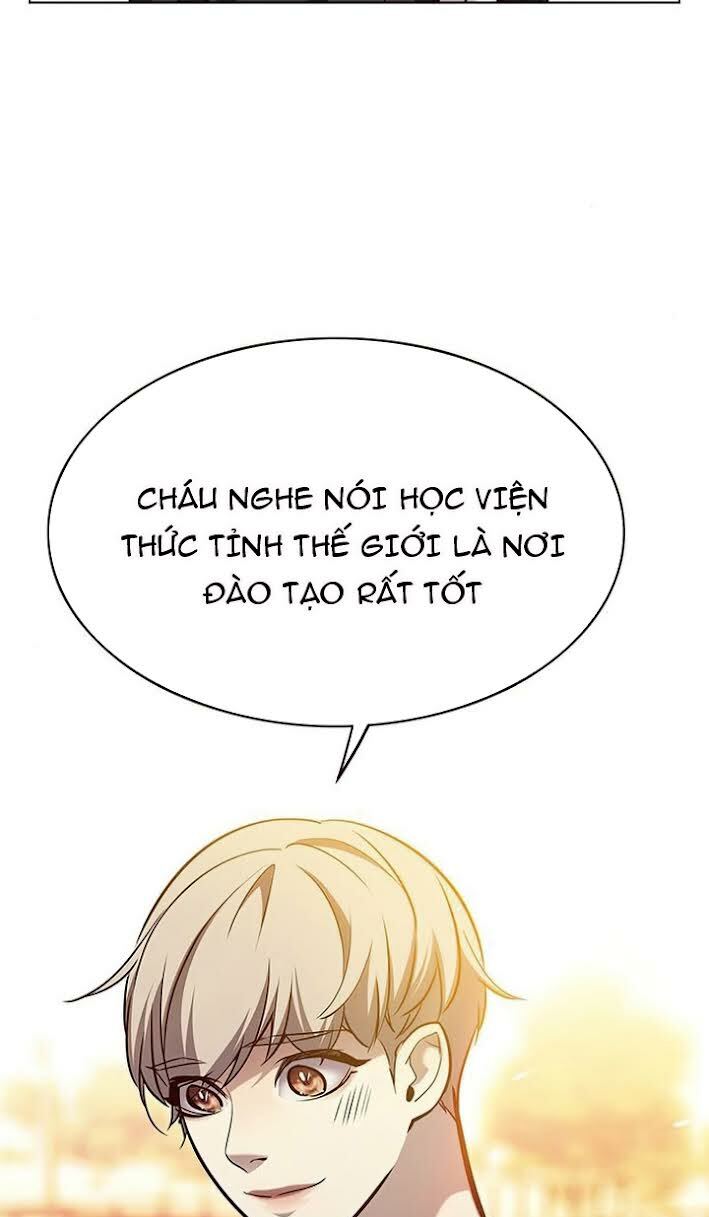 CHÁU NGHE NÓI HỌC VIỆN
THỨC TỈNH THẾ GIỚI LÀ NƠI
ĐÀO TẠO RẤT TỐT